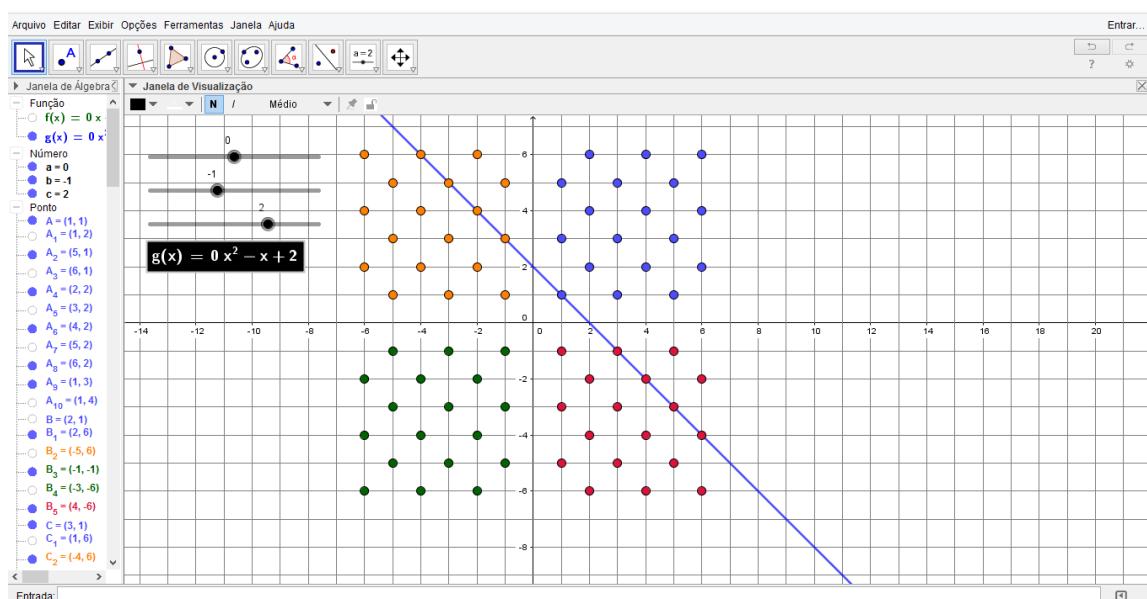 Arquivo Editar Exibir Opções Ferramentas Janela Ajuda Entrar...
A α a=2 ?
Janela de Álgebra Janela de Visualização
N I Médio
Função
f(x) = 0 x
g(x) = 0 x²
Número
a = 0
b = -1
c = 2
Ponto
A = (1, 1)
A₁ = (1, 2)
A₂ = (5, 1)
A₃ = (6, 1)
A₄ = (2, 2)
A₅ = (3, 2)
A₆ = (4, 2)
A₇ = (5, 2)
A₈ = (6, 2)
A₉ = (1, 3)
A₁₀ = (1, 4)
B = (2, 1)
B₁ = (2, 6)
B₂ = (-5, 6)
B₃ = (-1, -1)
B₄ = (-3, -6)
B₅ = (4, -6)
C = (3, 1)
C₁ = (1, 6)
C₂ = (-4, 6)
0
-1
2
g(x) = 0 x² − x + 2
6
4
2
0
-14 -12 -10 -8 -6 -4 -2 0 2 4 6 8 10 12 14 16 18 20
-2
-4
-6
-8
Entrada: